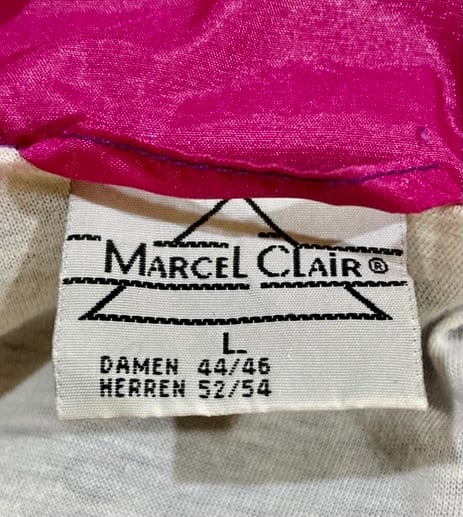 MARCEL CLAiR®
L.
DAMEN 44/46
HERREN 52/54